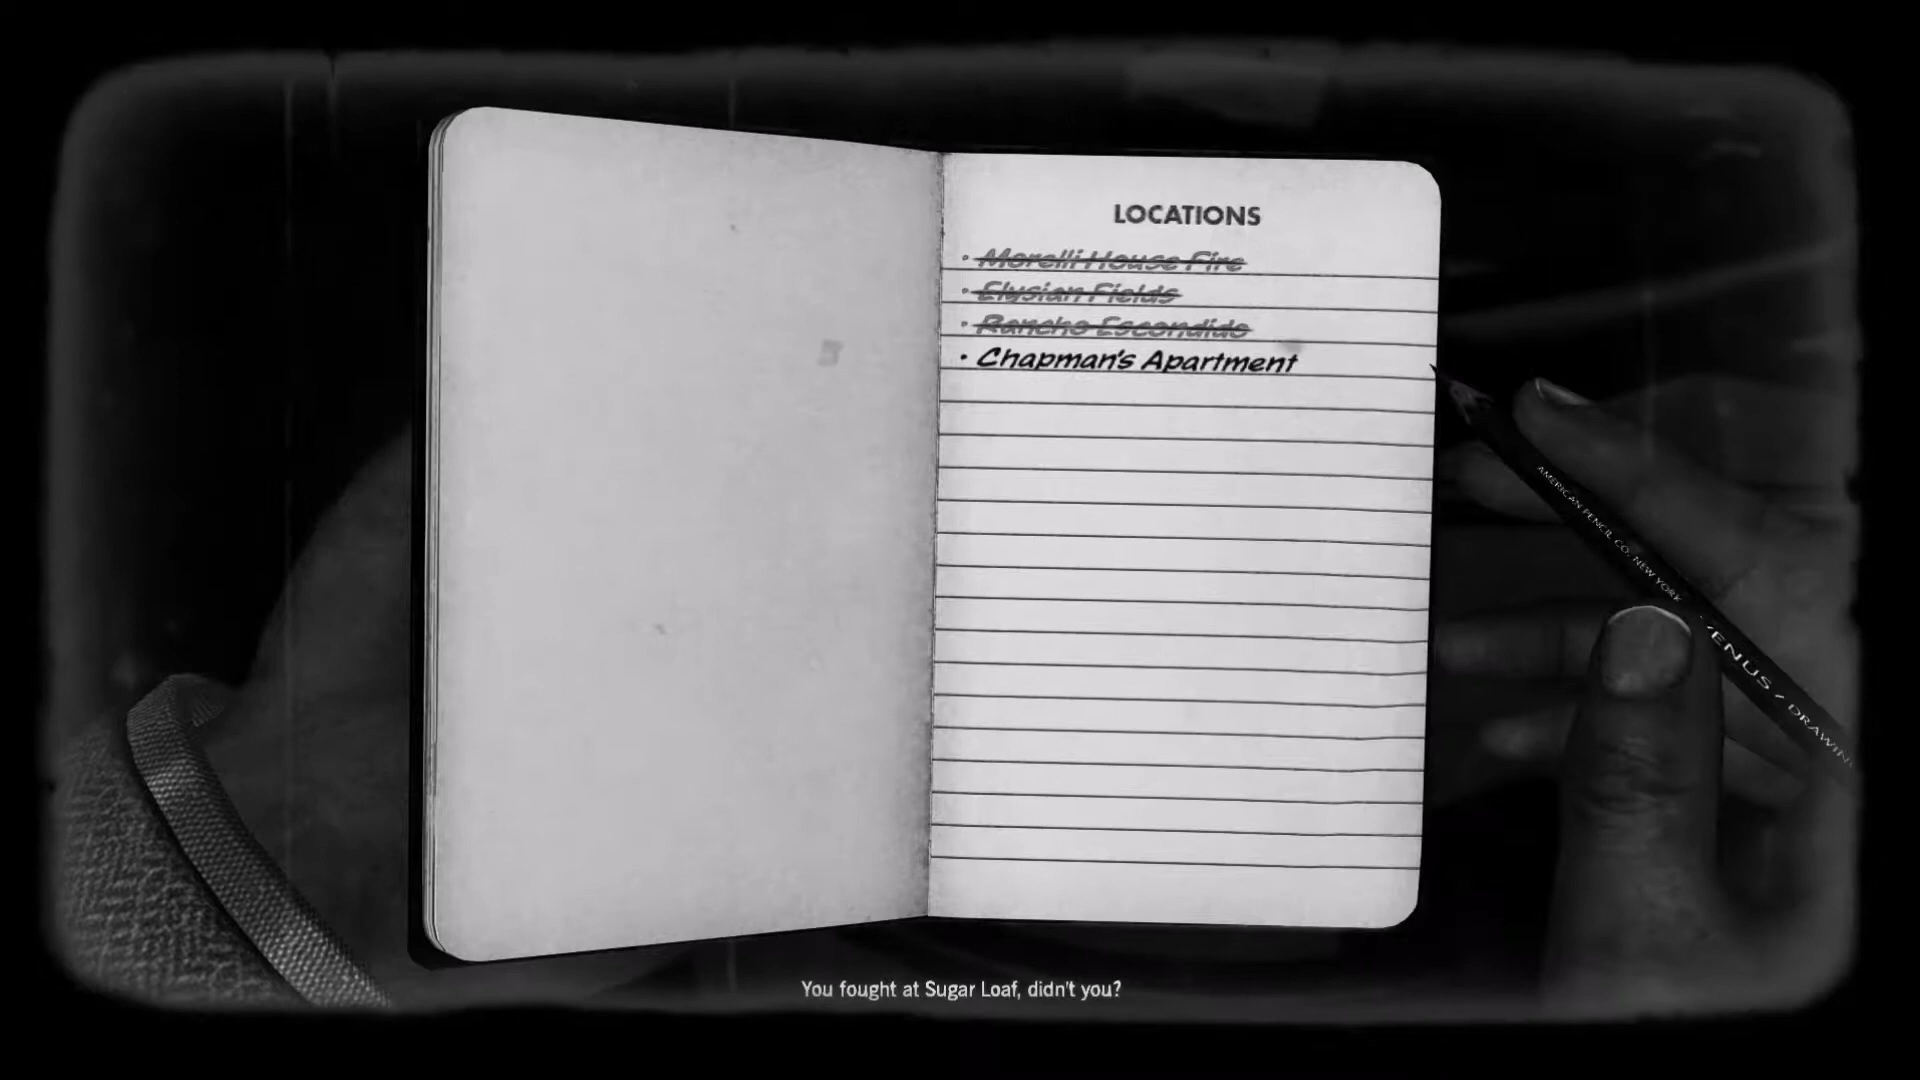 LOCATIONS
· Morelli House Fire
· Elysian Fields
· Rancho Escondido
· Chapman's Apartment
AMERICAN PENCIL CO. NEW YORK
VENUS / DRAWIN
You fought at Sugar Loaf, didn't you?